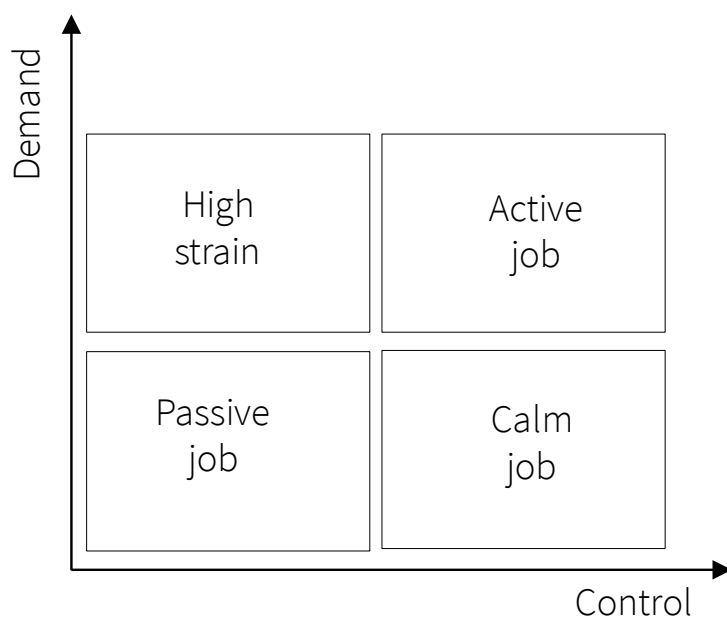 Demand
High
strain
Active
job
Passive
job
Calm
job
Control